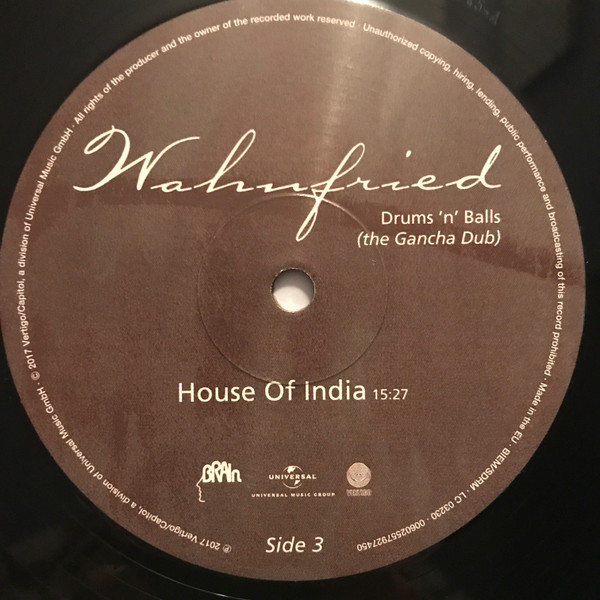 Wahnfried
Drums 'n' Balls
(the Gancha Dub)
House Of India 15:27
BRAIn
UNIVERSAL
UNIVERSAL MUSIC GROUP
VERTIGO
Side 3
℗ 2017 Vertigo/Capitol, a division of Universal Music GmbH · © 2017 Vertigo/Capitol, a division of Universal Music GmbH · All rights of the producer and the owner of the recorded work reserved · Unauthorized copying, hiring, lending, public performance and broadcasting of this record prohibited · Made in the EU · BIEM/SDRM · LC 03230 · 00602557927450